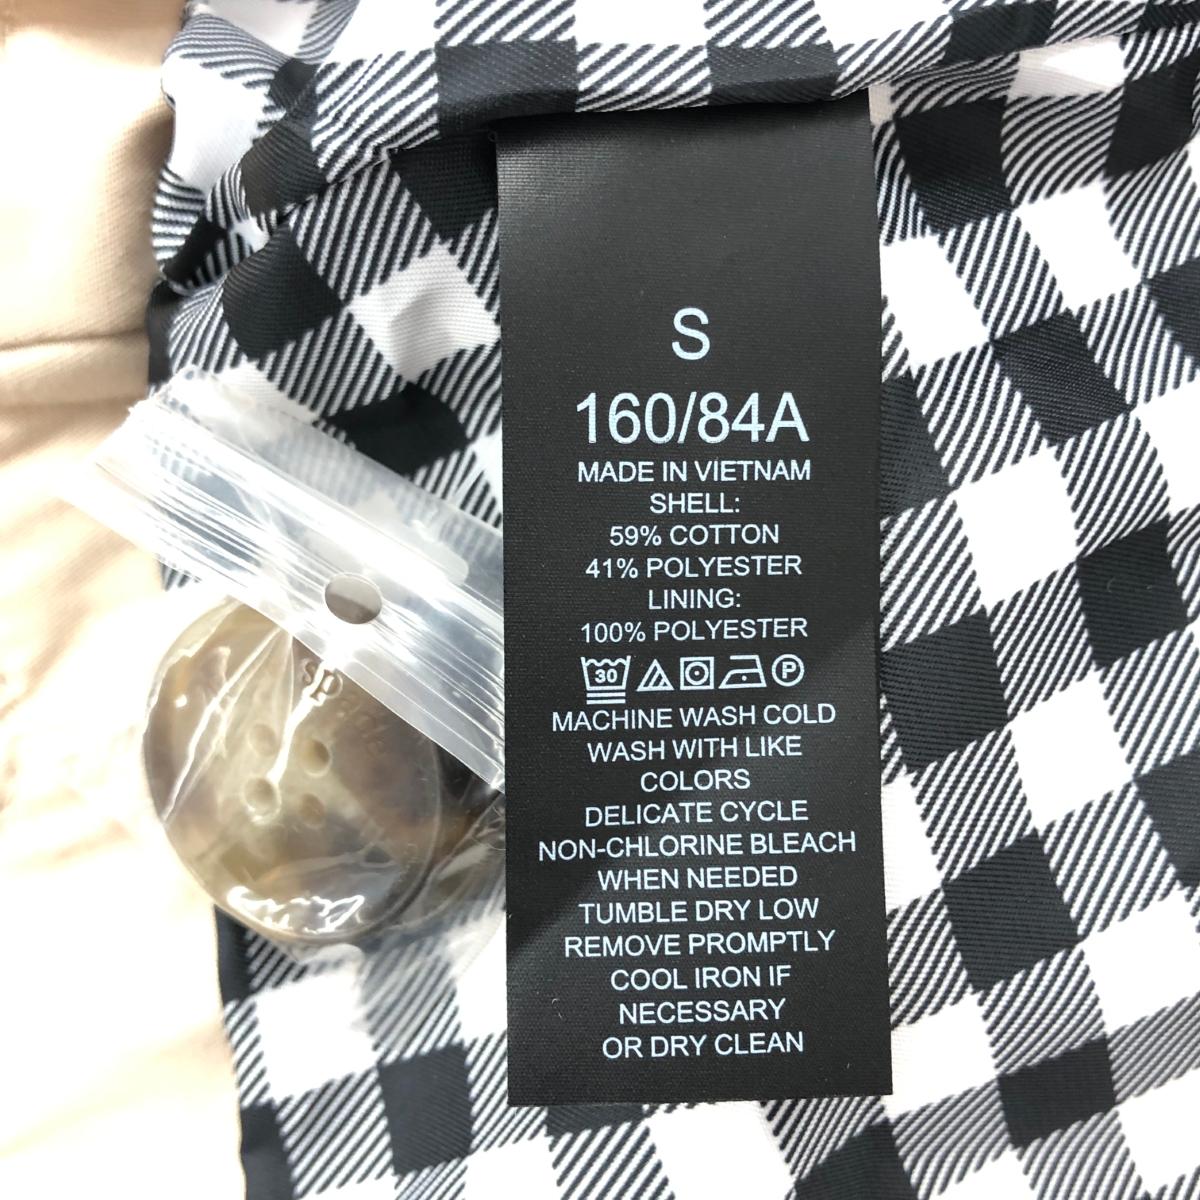 S
160/84A
MADE IN VIETNAM
SHELL:
59% COTTON
41% POLYESTER
LINING:
100% POLYESTER
30 P
MACHINE WASH COLD
WASH WITH LIKE
COLORS
DELICATE CYCLE
NON-CHLORINE BLEACH
WHEN NEEDED
TUMBLE DRY LOW
REMOVE PROMPTLY
COOL IRON IF
NECESSARY
OR DRY CLEAN
spade